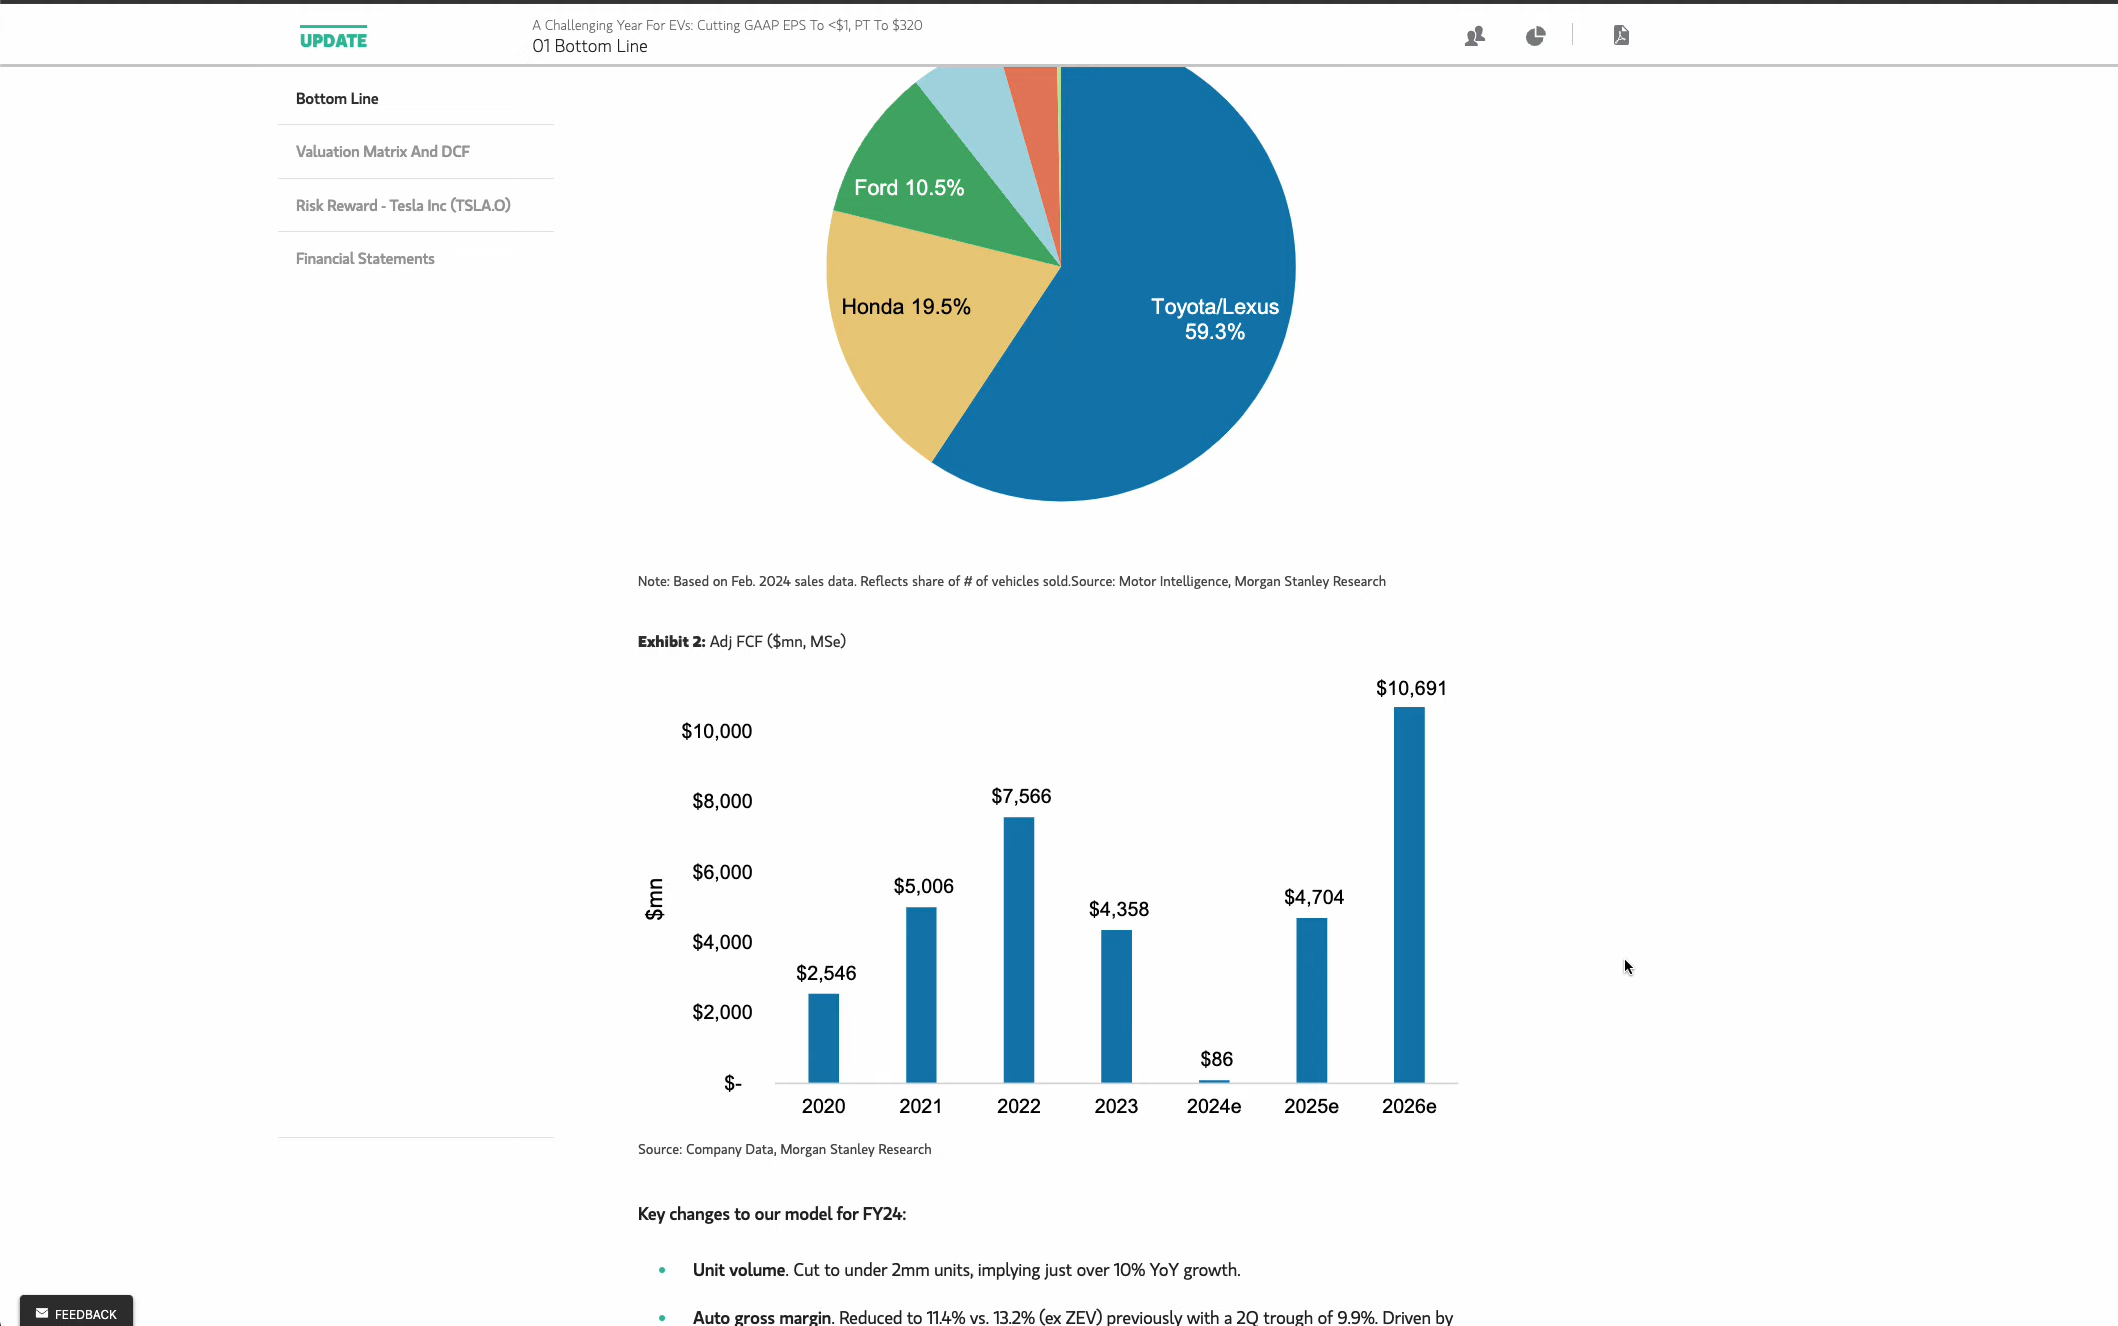 UPDATE
A Challenging Year For EVs: Cutting GAAP EPS To <$1, PT To $320
01 Bottom Line
Bottom Line
Valuation Matrix And DCF
Risk Reward - Tesla Inc (TSLA.O)
Financial Statements
Ford 10.5%
Honda 19.5%
Toyota/Lexus
59.3%
Note: Based on Feb. 2024 sales data. Reflects share of # of vehicles sold.Source: Motor Intelligence, Morgan Stanley Research
Exhibit 2: Adj FCF ($mn, MSe)
$10,691
$10,000
$8,000
$7,566
$6,000
$5,006
$4,704
$4,358
$mn
$4,000
$2,546
$2,000
$86
$-
2020 2021 2022 2023 2024e 2025e 2026e
Source: Company Data, Morgan Stanley Research
Key changes to our model for FY24:
• Unit volume. Cut to under 2mm units, implying just over 10% YoY growth.
• Auto gross margin. Reduced to 11.4% vs. 13.2% (ex ZEV) previously with a 2Q trough of 9.9%. Driven by
FEEDBACK